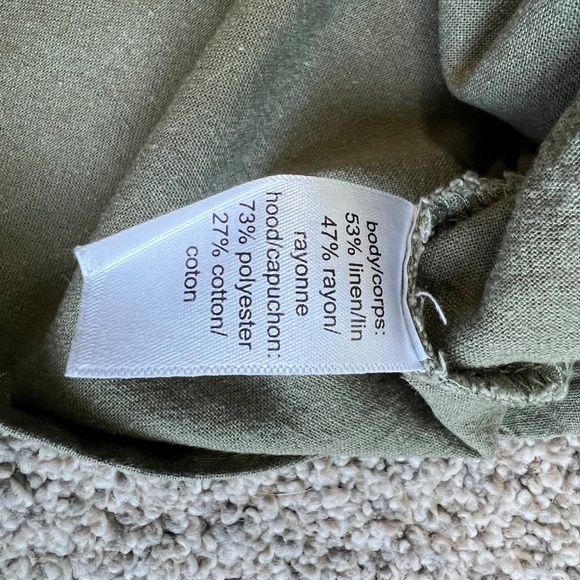 body/corps:
53% linen/lin
47% rayon/
rayonne
hood/capuchon:
73% polyester
27% cotton/
coton